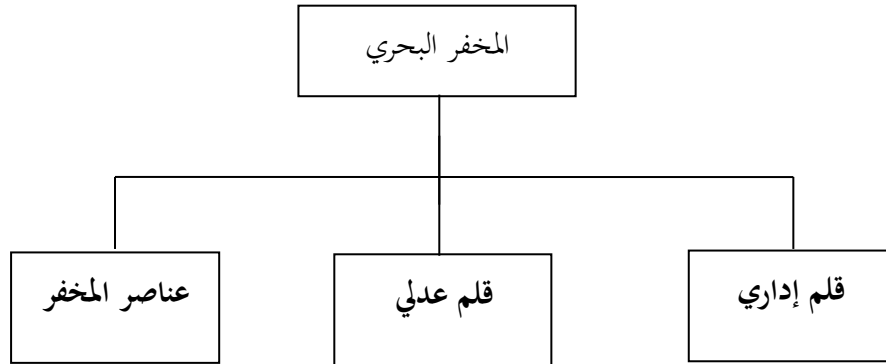 المخفر البحري
قلم إداري
قلم عدلي
عناصر المخفر